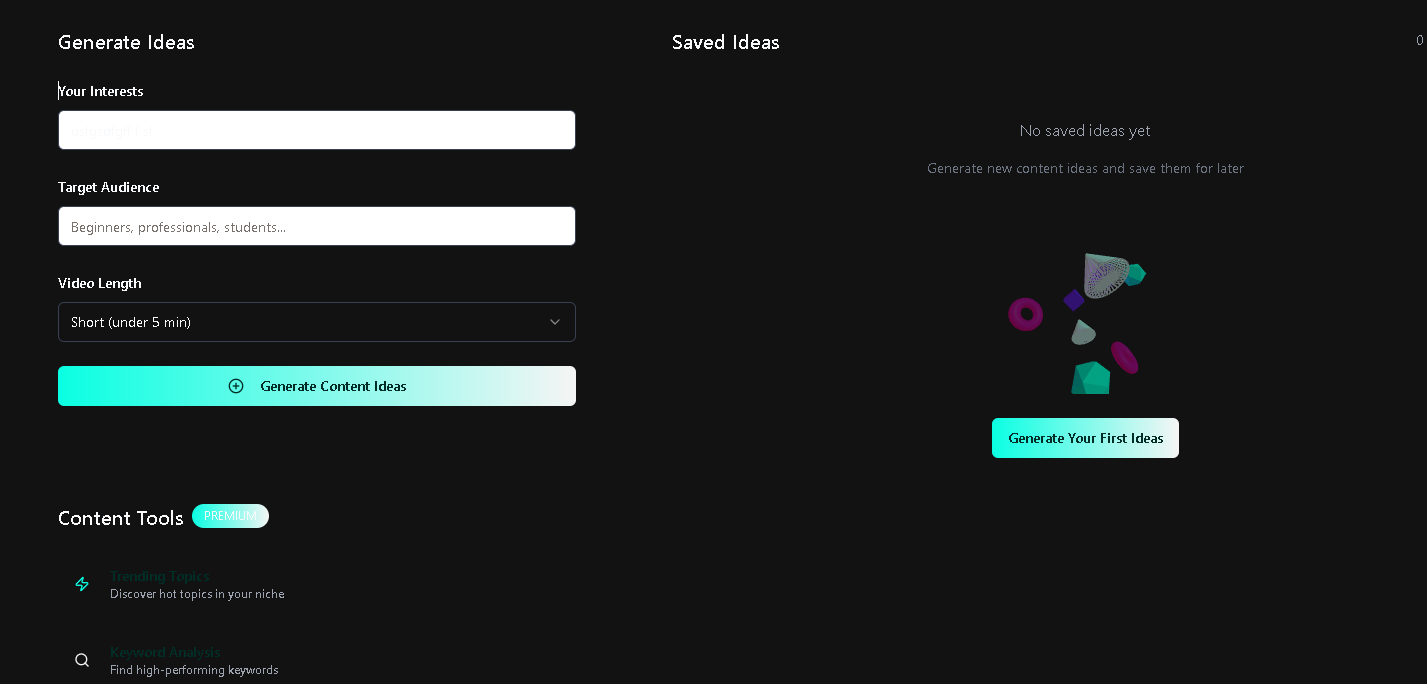 Generate Ideas
Your Interests
Target Audience
Beginners, professionals, students...
Video Length
Short (under 5 min)
Generate Content Ideas
Content Tools
PREMIUM
Trending Topics
Discover hot topics in your niche
Keyword Analysis
Find high-performing keywords
Saved Ideas
0
No saved ideas yet
Generate new content ideas and save them for later
Generate Your First Ideas